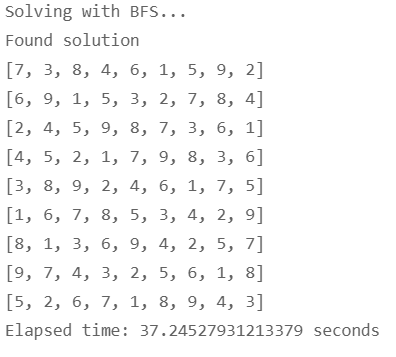 Solving with BFS...
Found solution
[7, 3, 8, 4, 6, 1, 5, 9, 2]
[6, 9, 1, 5, 3, 2, 7, 8, 4]
[2, 4, 5, 9, 8, 7, 3, 6, 1]
[4, 5, 2, 1, 7, 9, 8, 3, 6]
[3, 8, 9, 2, 4, 6, 1, 7, 5]
[1, 6, 7, 8, 5, 3, 4, 2, 9]
[8, 1, 3, 6, 9, 4, 2, 5, 7]
[9, 7, 4, 3, 2, 5, 6, 1, 8]
[5, 2, 6, 7, 1, 8, 9, 4, 3]
Elapsed time: 37.24527931213379 seconds